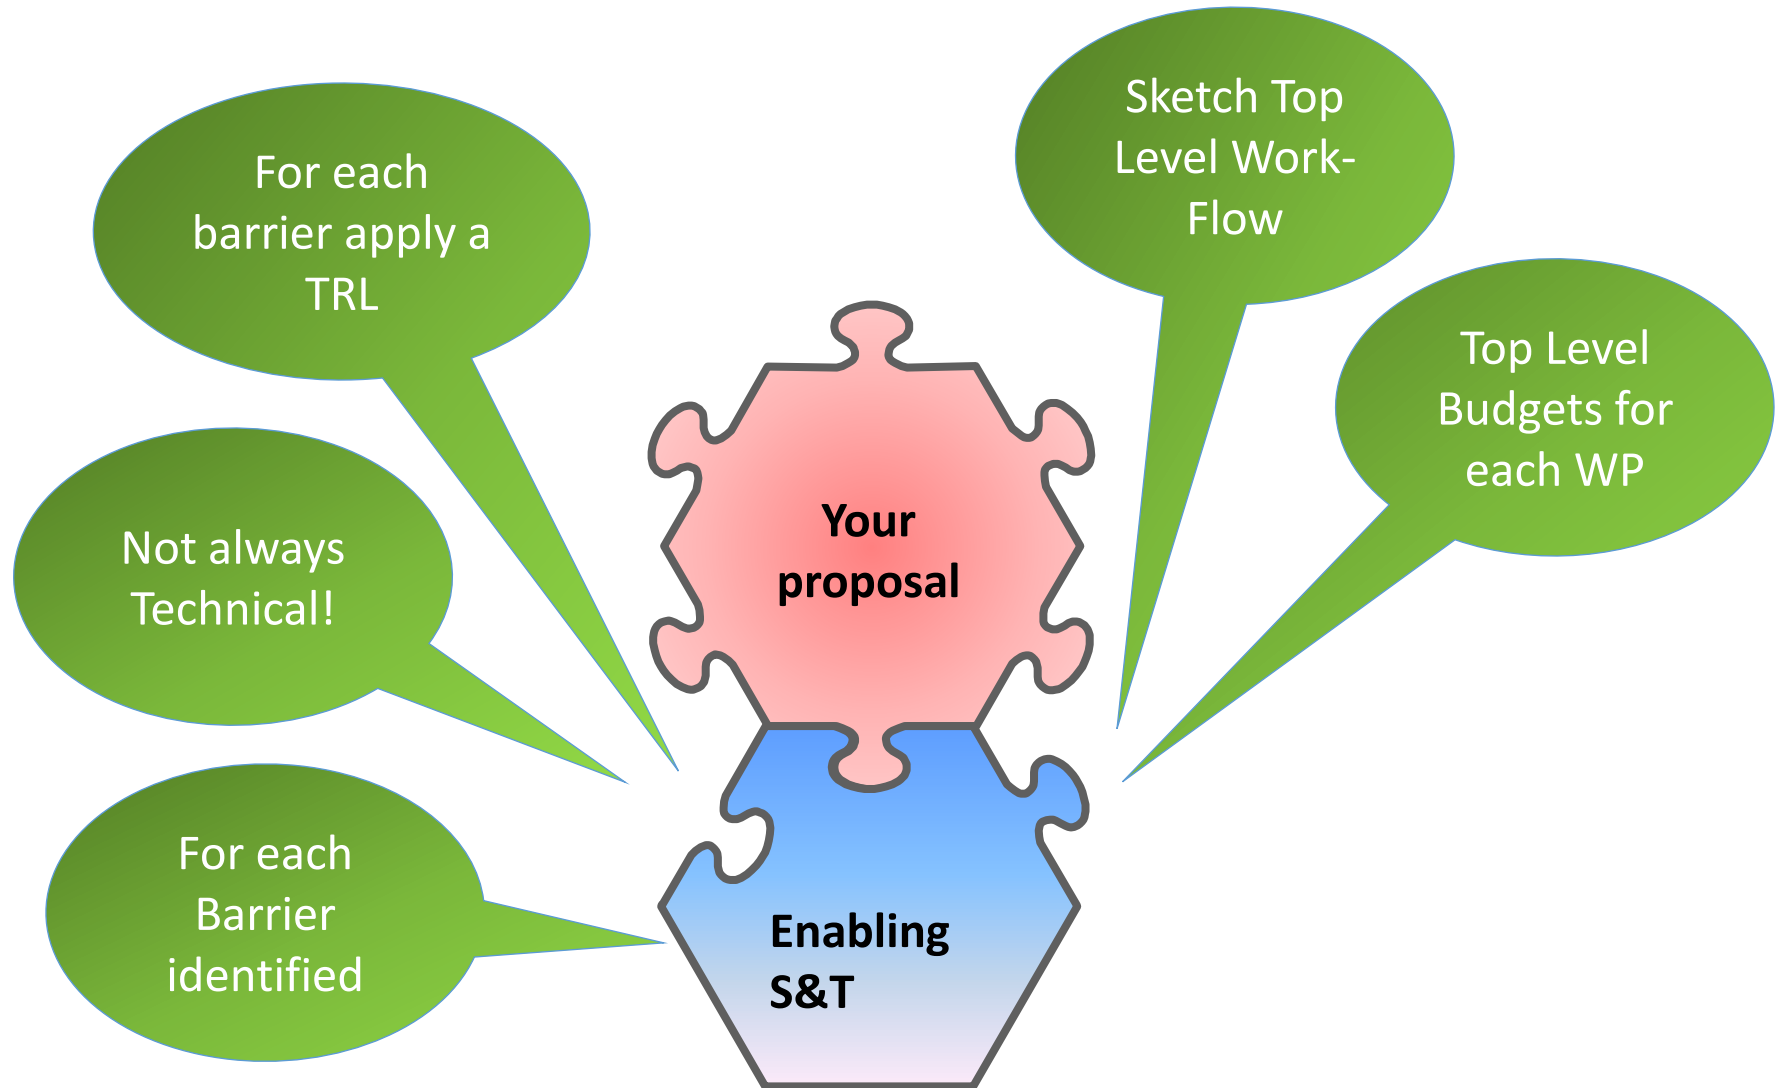 For each
barrier apply a
TRL
Not always
Technical!
For each
Barrier
identified
Sketch Top
Level Work-
Flow
Top Level
Budgets for
each WP
Your
proposal
Enabling
S&T